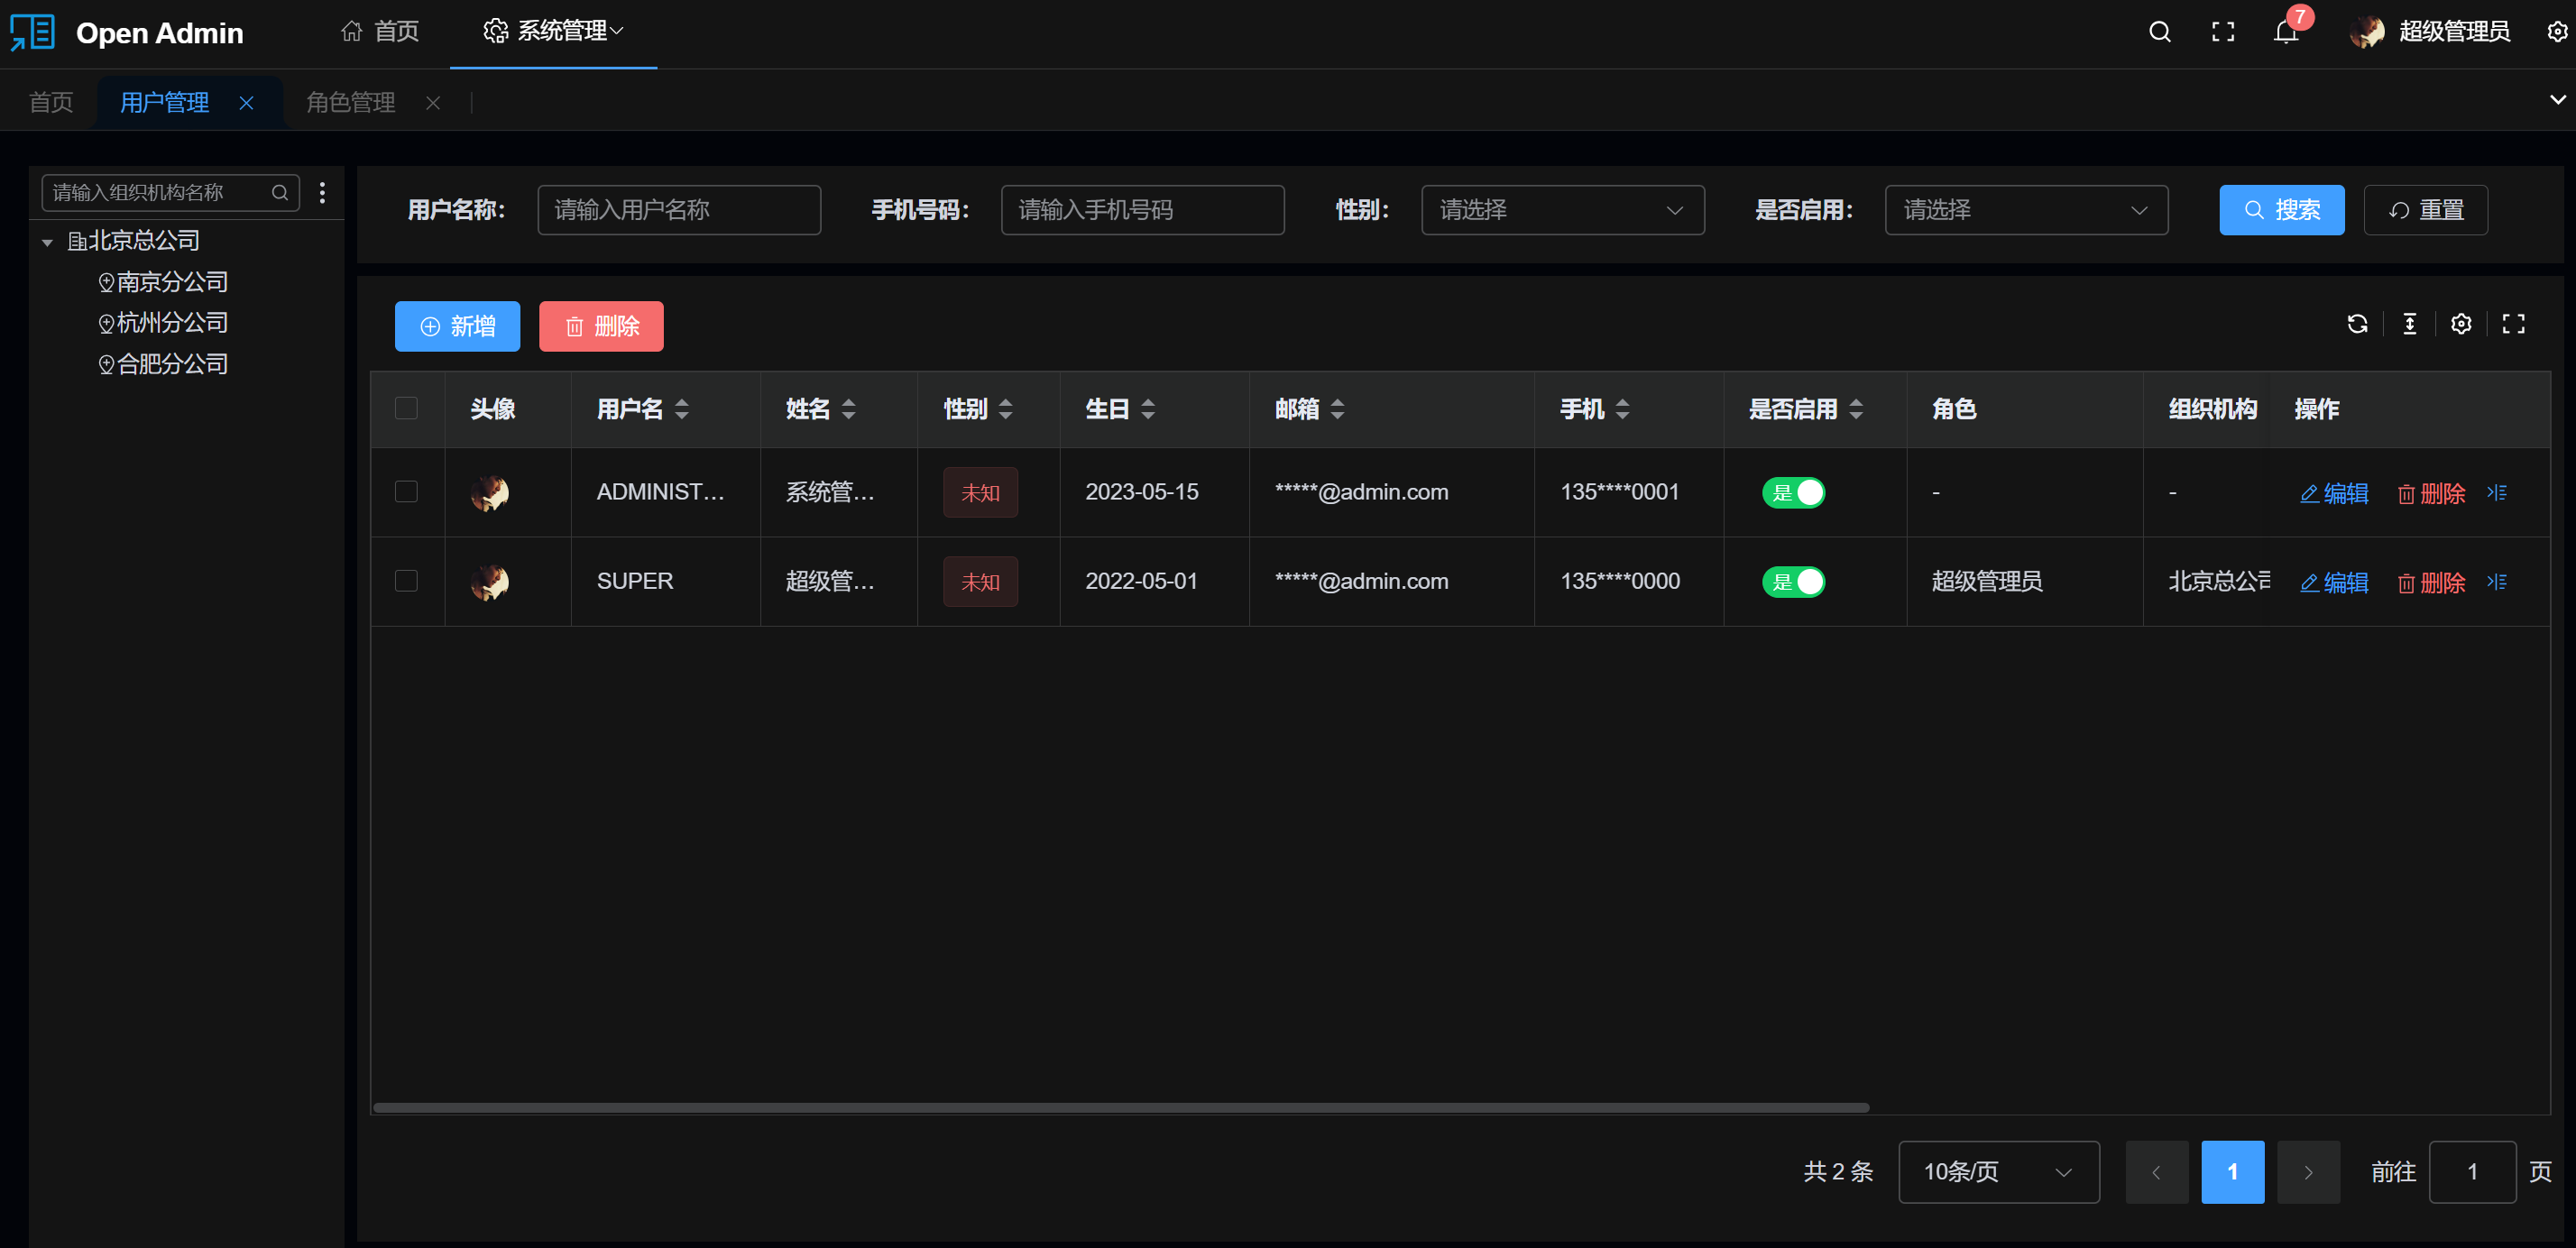 Open Admin 首页 系统管理 7 超级管理员
首页 用户管理 角色管理
请输入组织机构名称
北京总公司
南京分公司
杭州分公司
合肥分公司
用户名称： 请输入用户名称 手机号码： 请输入手机号码 性别： 请选择 是否启用： 请选择 搜索 重置
新增 删除
头像 用户名 姓名 性别 生日 邮箱 手机 是否启用 角色 组织机构 操作
ADMINIST... 系统管... 未知 2023-05-15 *****@admin.com 135****0001 是 - - 编辑 删除
SUPER 超级管... 未知 2022-05-01 *****@admin.com 135****0000 是 超级管理员 北京总公司 编辑 删除
共 2 条 10条/页 1 前往 1 页